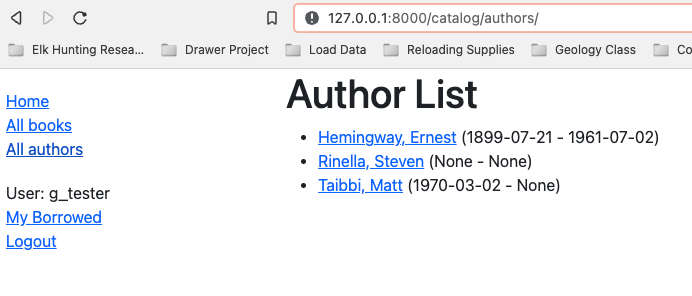 127.0.0.1:8000/catalog/authors/
Elk Hunting Resea... Drawer Project Load Data Reloading Supplies Geology Class Co
Home
All books
All authors
User: g_tester
My Borrowed
Logout
Author List
• Hemingway, Ernest (1899-07-21 - 1961-07-02)
• Rinella, Steven (None - None)
• Taibbi, Matt (1970-03-02 - None)